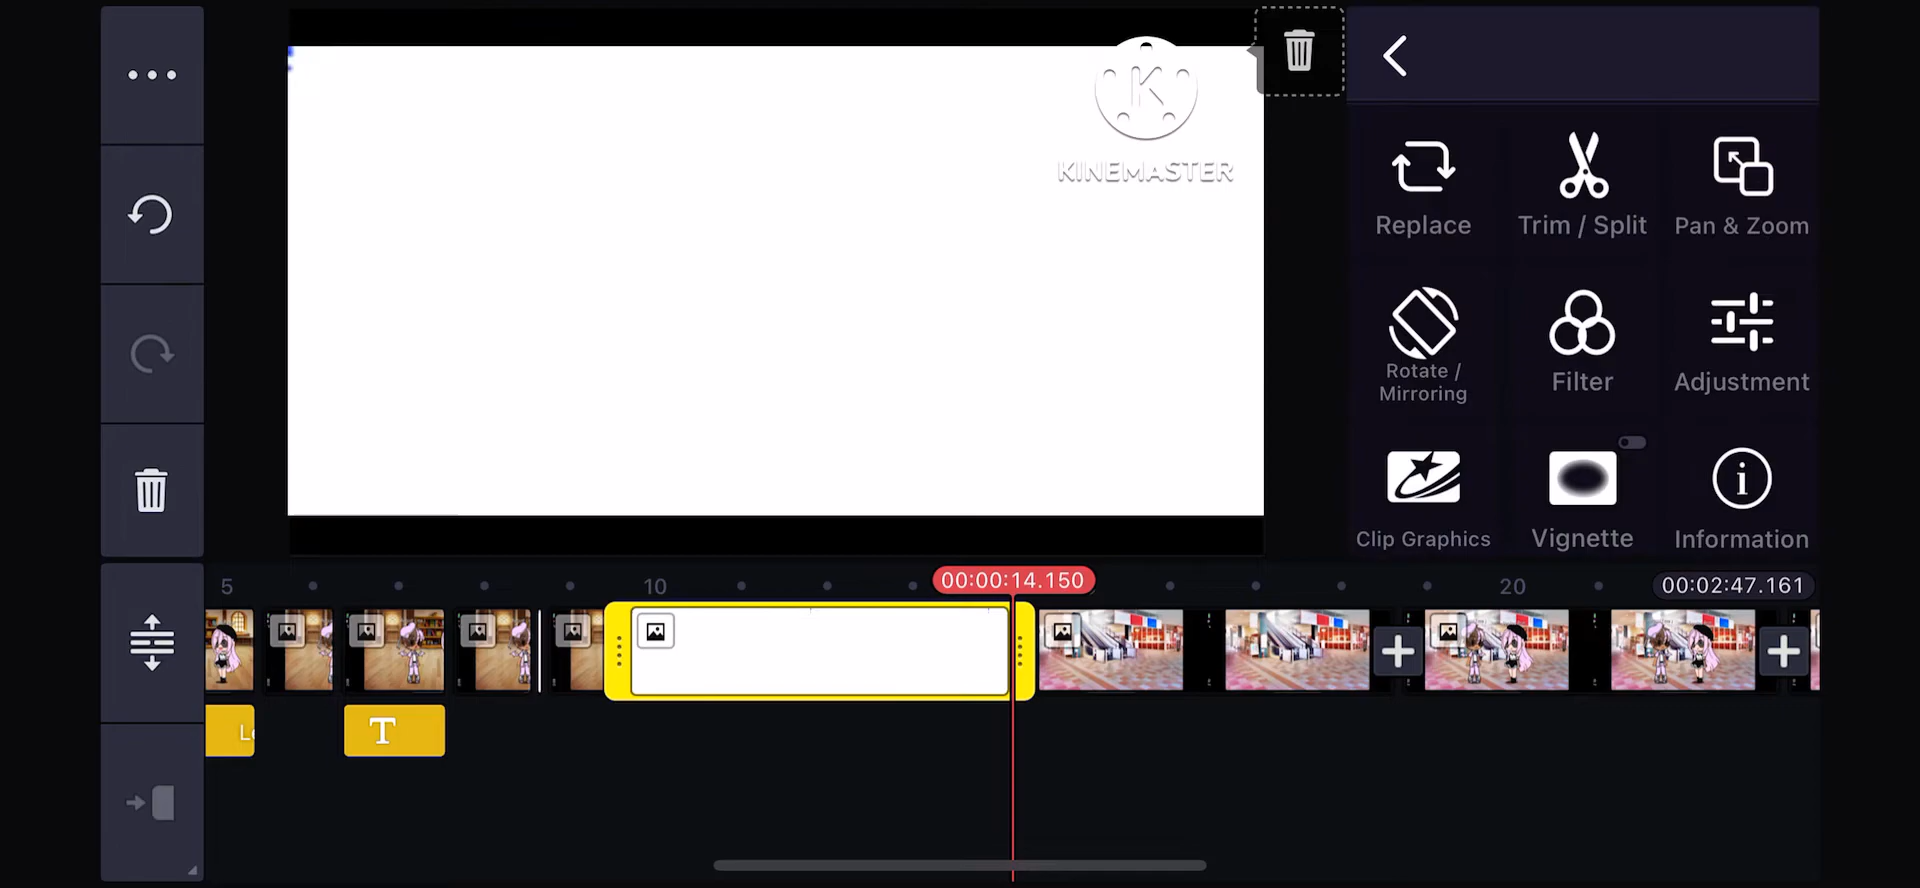 KINEMASTER
Replace
Trim / Split
Pan & Zoom
Rotate /
Mirroring
Filter
Adjustment
Clip Graphics
Vignette
Information
5
10
00:00:14.150
20
00:02:47.161
T